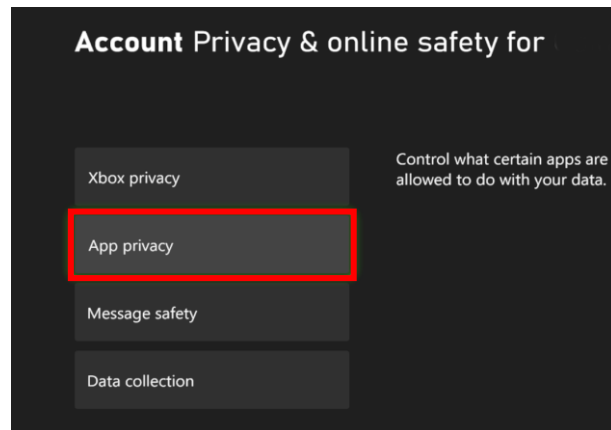 Account Privacy & online safety for
Xbox privacy
Control what certain apps are
allowed to do with your data.
App privacy
Message safety
Data collection